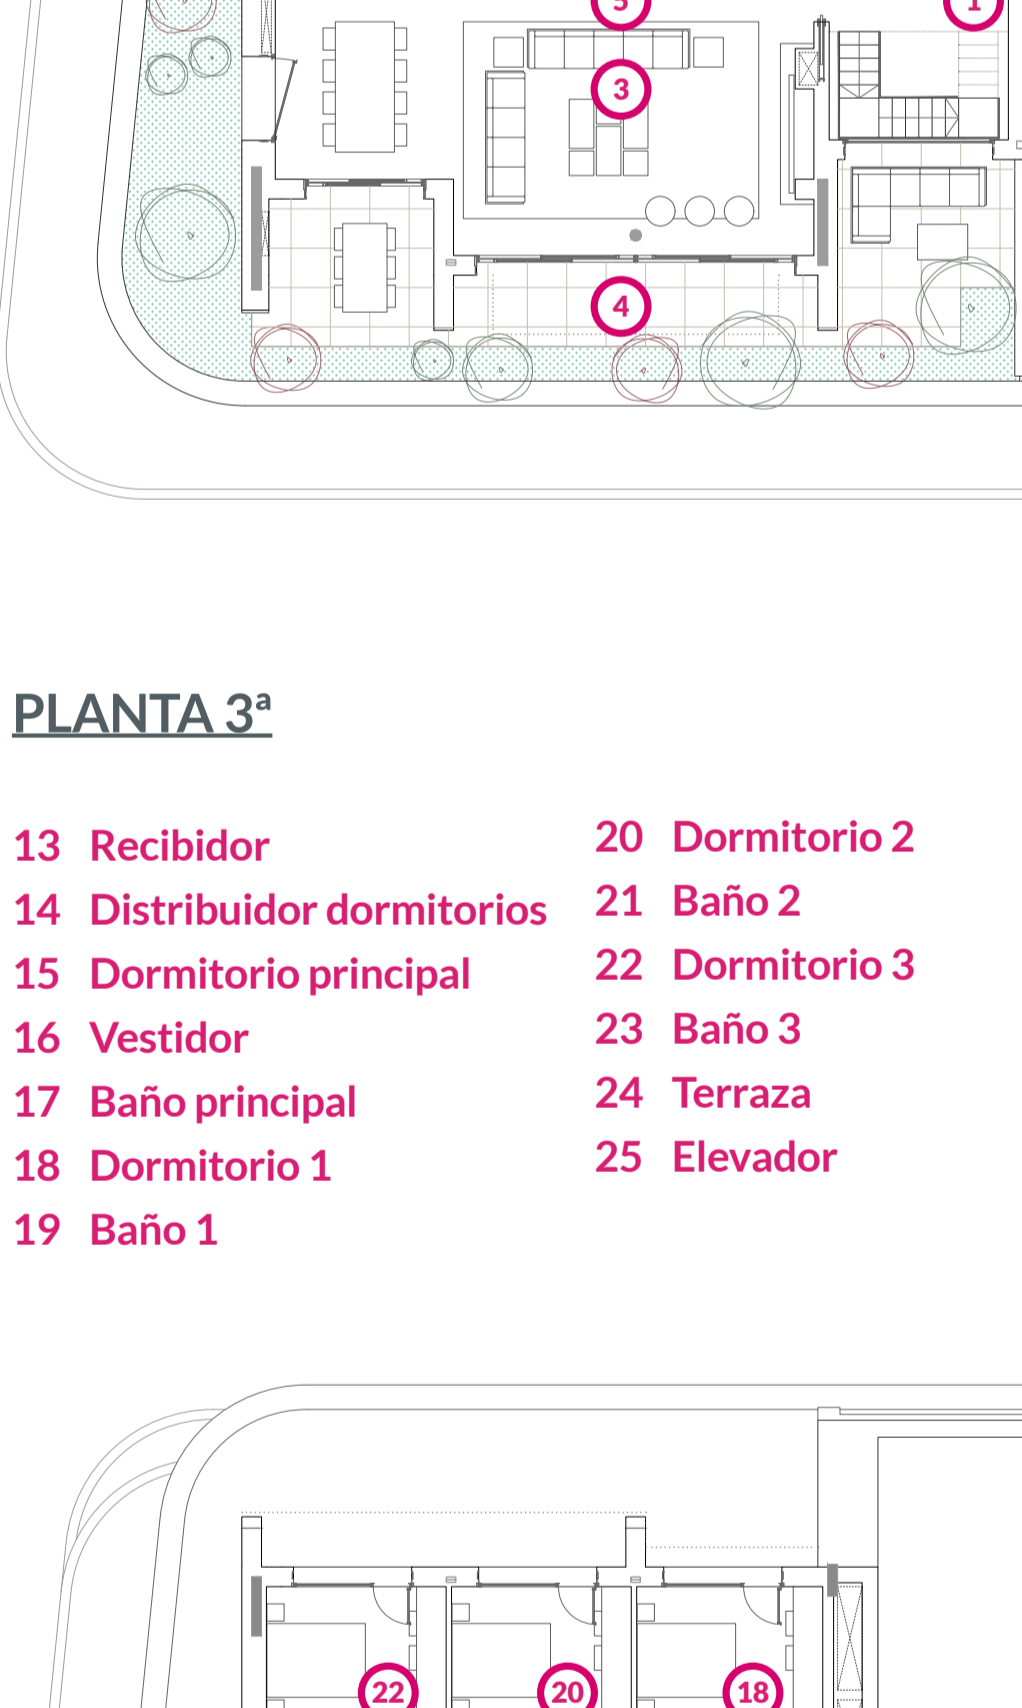 5
1
3
4
PLANTA 3ª
13 Recibidor
14 Distribuidor dormitorios
15 Dormitorio principal
16 Vestidor
17 Baño principal
18 Dormitorio 1
19 Baño 1
20 Dormitorio 2
21 Baño 2
22 Dormitorio 3
23 Baño 3
24 Terraza
25 Elevador
22
20
18